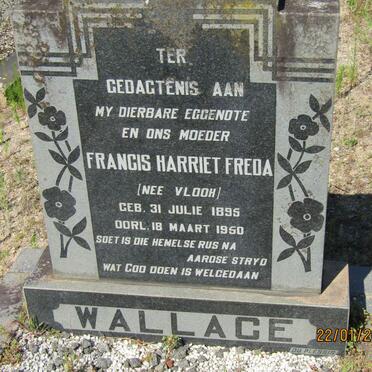 TER
GEDAGTENIS AAN
MY DIERBARE EGGENOTE
EN ONS MOEDER
FRANCIS HARRIET FREDA
(NEE VLOOH)
GEB. 31 JULIE 1895
OORL. 18 MAART 1950
SOET IS DIE HEMELSE RUS NA
AARDSE STRYD
WAT GOD DOEN IS WELGEDAAN
WALLACE
22/01/2